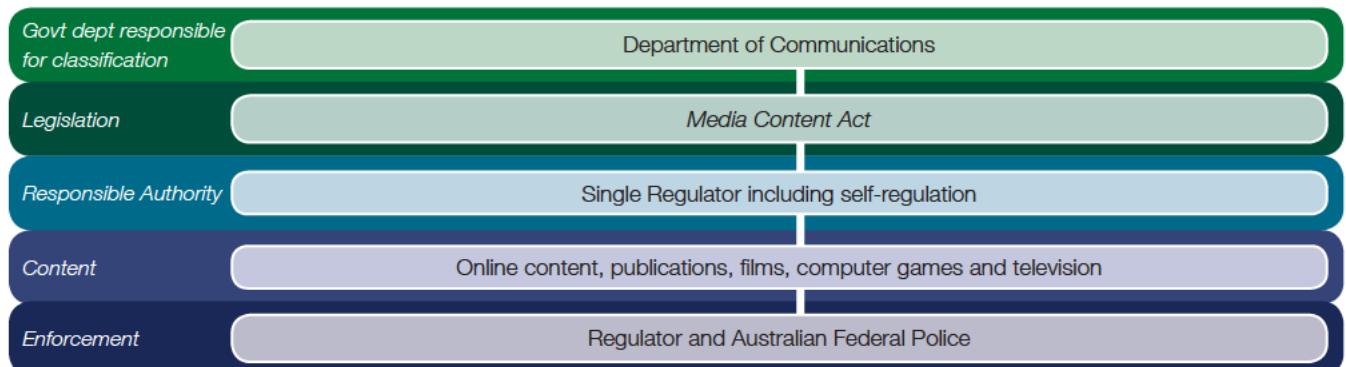 Govt dept responsible
for classification
Department of Communications
Legislation
Media Content Act
Responsible Authority
Single Regulator including self-regulation
Content
Online content, publications, films, computer games and television
Enforcement
Regulator and Australian Federal Police